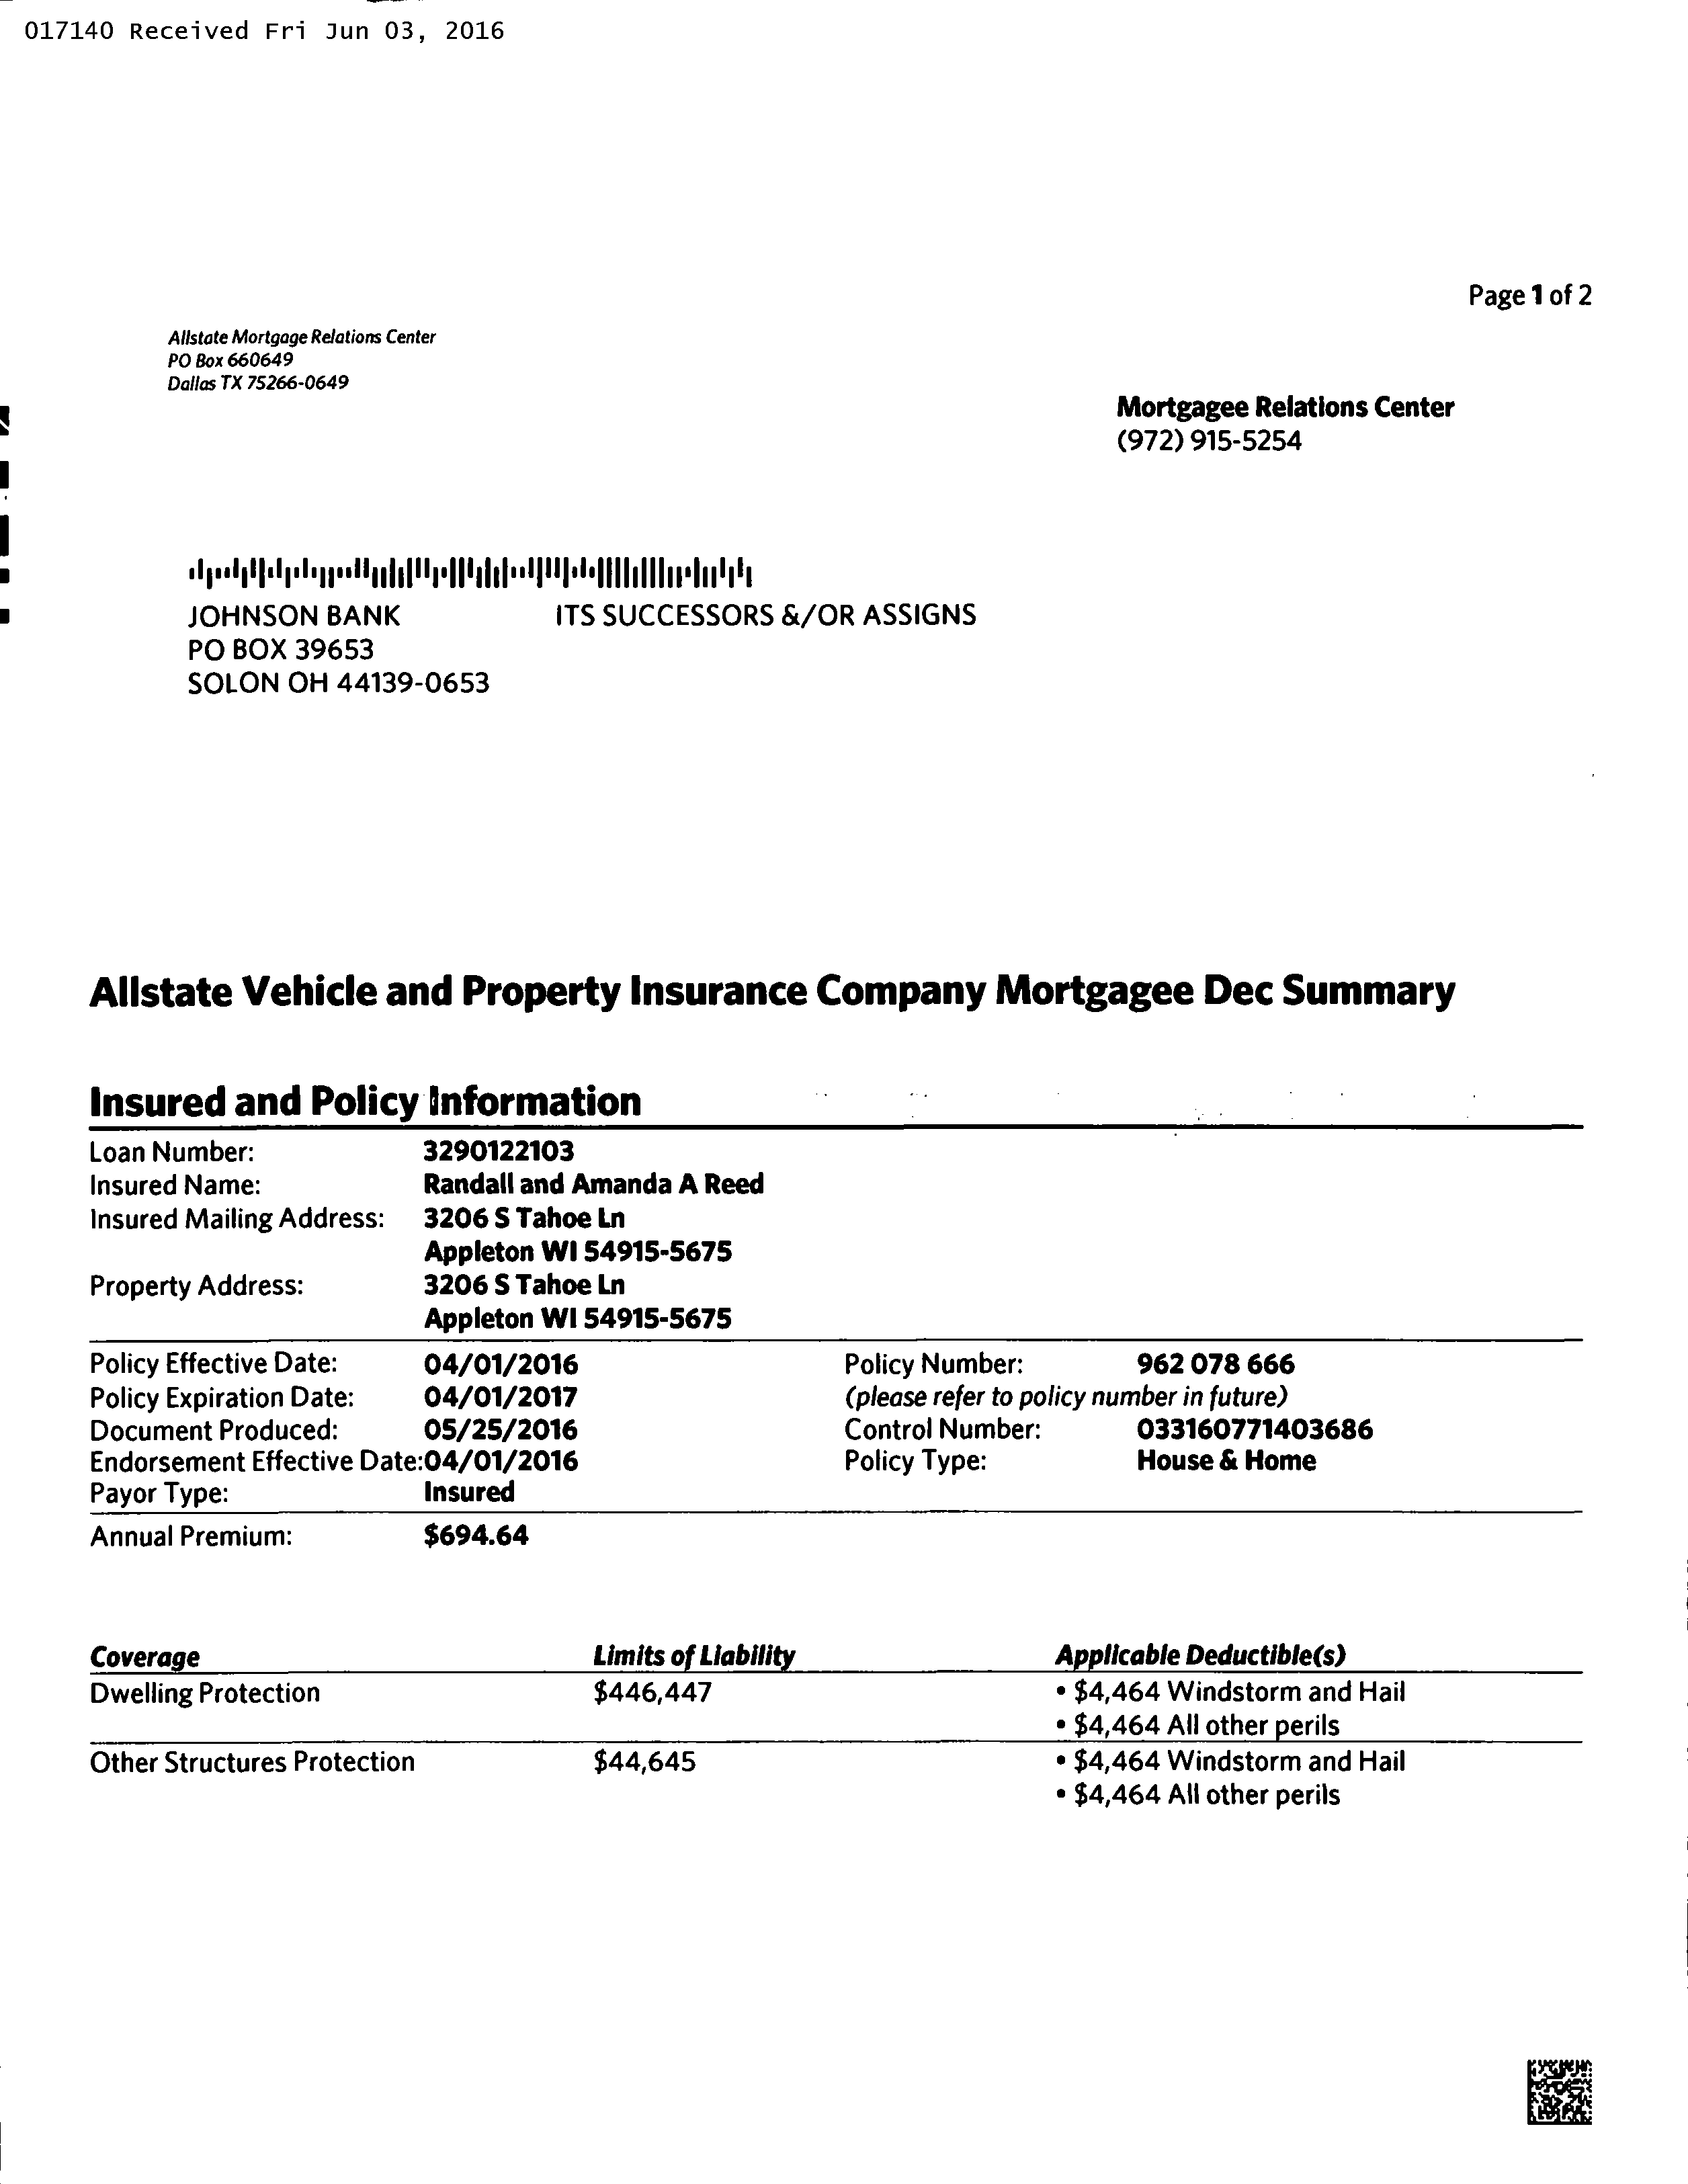 017140 Received Fri Jun 03, 2016
Page 1 of 2
Allstate Mortgage Relations Center
PO Box 660649
Dallas TX 75266-0649
Mortgagee Relations Center
(972) 915-5254
JOHNSON BANK ITS SUCCESSORS &/OR ASSIGNS
PO BOX 39653
SOLON OH 44139-0653
Allstate Vehicle and Property Insurance Company Mortgagee Dec Summary
Insured and Policy Information
Loan Number: 3290122103
Insured Name: Randall and Amanda A Reed
Insured Mailing Address: 3206 S Tahoe Ln
Appleton WI 54915-5675
Property Address: 3206 S Tahoe Ln
Appleton WI 54915-5675
Policy Effective Date: 04/01/2016 Policy Number: 962 078 666
Policy Expiration Date: 04/01/2017 (please refer to policy number in future)
Document Produced: 05/25/2016 Control Number: 033160771403686
Endorsement Effective Date: 04/01/2016 Policy Type: House & Home
Payor Type: Insured
Annual Premium: $694.64
Coverage Limits of Liability Applicable Deductible(s)
Dwelling Protection $446,447 • $4,464 Windstorm and Hail
• $4,464 All other perils
Other Structures Protection $44,645 • $4,464 Windstorm and Hail
• $4,464 All other perils